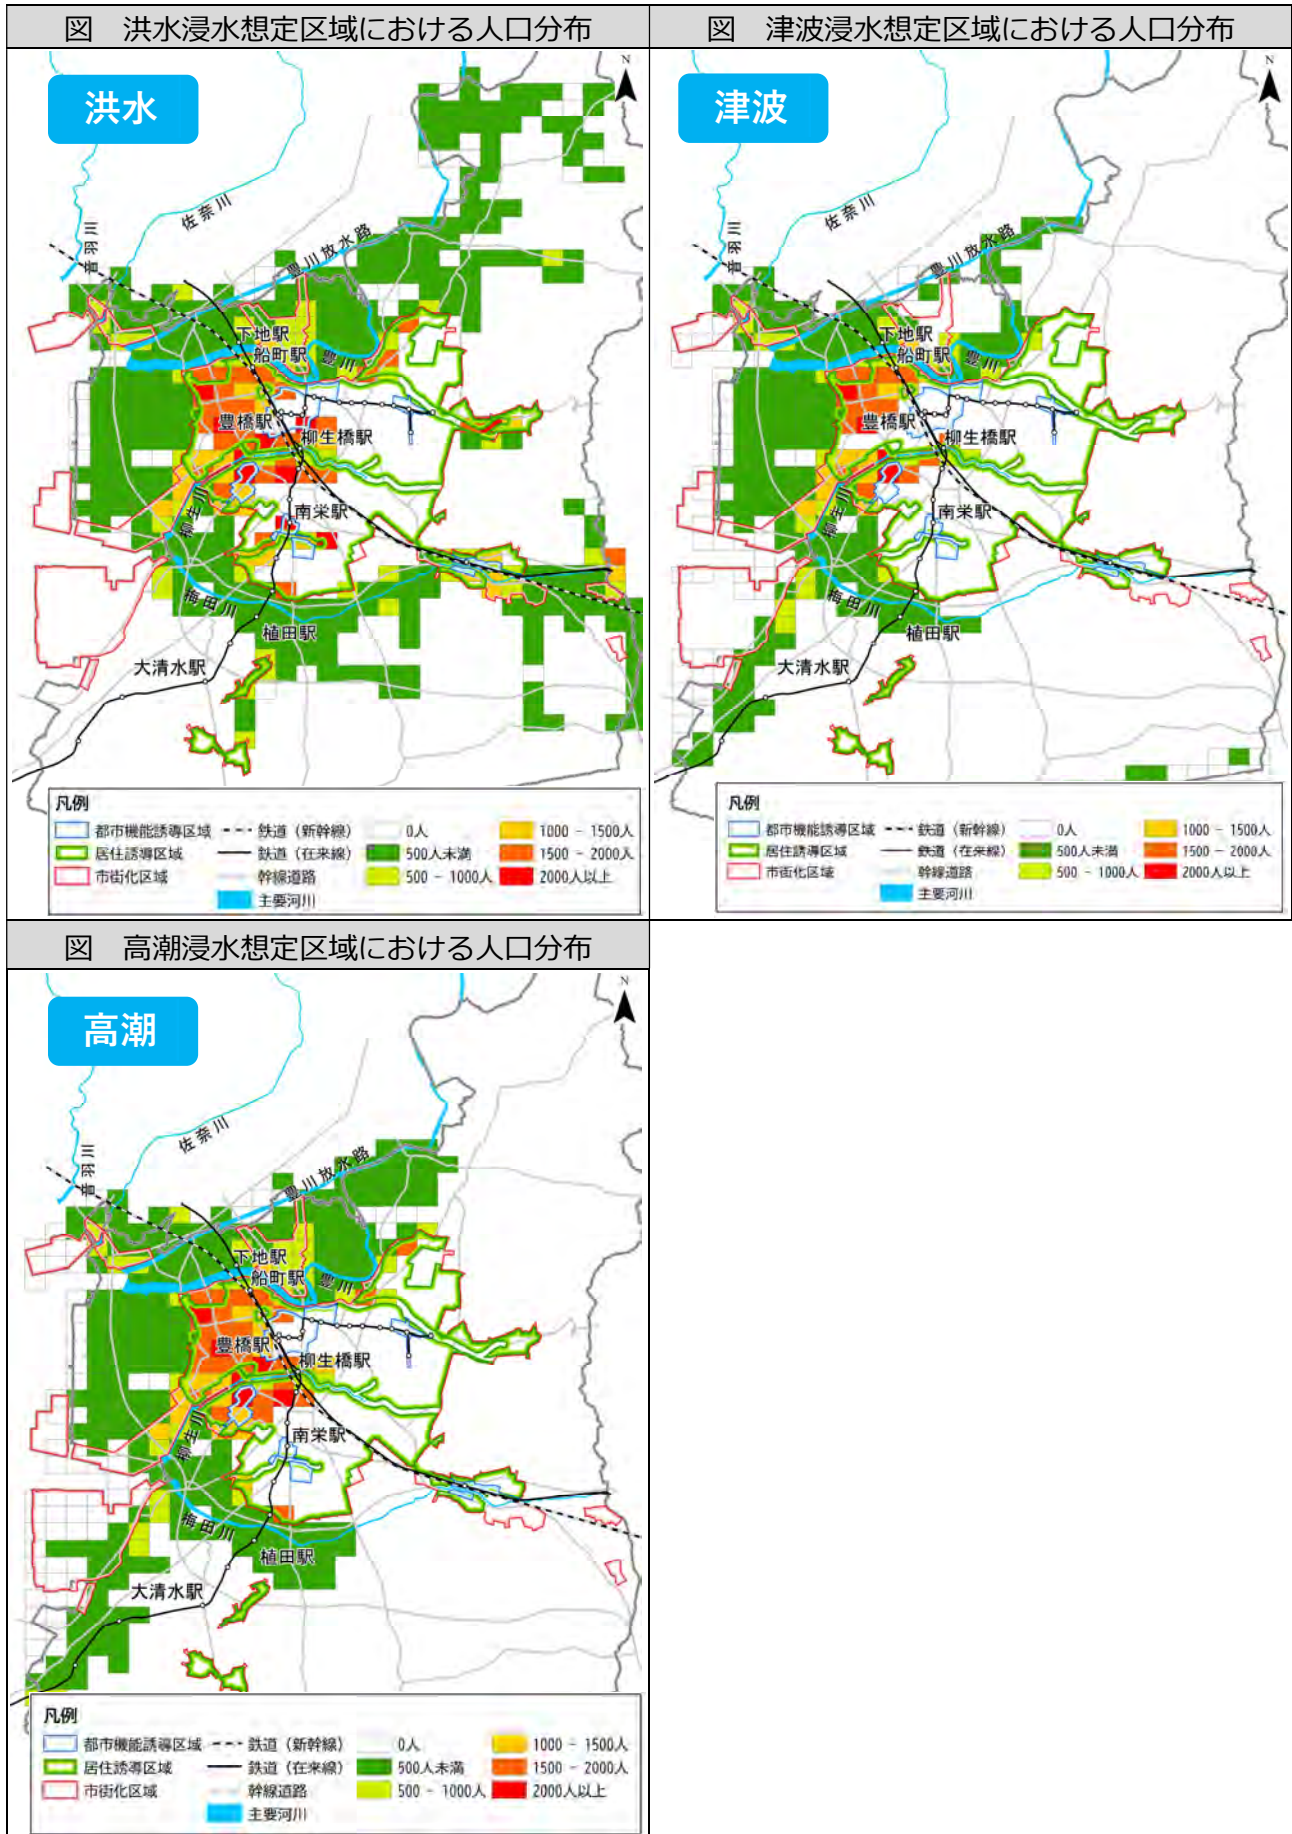 図　洪水浸水想定区域における人口分布
洪水
N
佐奈川
音羽川
豊川放水路
下地駅
船町駅
豊川
豊橋駅
柳生橋駅
柳生川
南栄駅
梅田川
植田駅
大清水駅
凡例
都市機能誘導区域
居住誘導区域
市街化区域
鉄道（新幹線）
鉄道（在来線）
幹線道路
主要河川
0人
500人未満
500 - 1000人
1000 - 1500人
1500 - 2000人
2000人以上
図　津波浸水想定区域における人口分布
津波
N
佐奈川
音羽川
豊川放水路
下地駅
船町駅
豊川
豊橋駅
柳生橋駅
柳生川
南栄駅
梅田川
植田駅
大清水駅
凡例
都市機能誘導区域
居住誘導区域
市街化区域
鉄道（新幹線）
鉄道（在来線）
幹線道路
主要河川
0人
500人未満
500 - 1000人
1000 - 1500人
1500 - 2000人
2000人以上
図　高潮浸水想定区域における人口分布
高潮
N
佐奈川
音羽川
豊川放水路
下地駅
船町駅
豊川
豊橋駅
柳生橋駅
柳生川
南栄駅
梅田川
植田駅
大清水駅
凡例
都市機能誘導区域
居住誘導区域
市街化区域
鉄道（新幹線）
鉄道（在来線）
幹線道路
主要河川
0人
500人未満
500 - 1000人
1000 - 1500人
1500 - 2000人
2000人以上